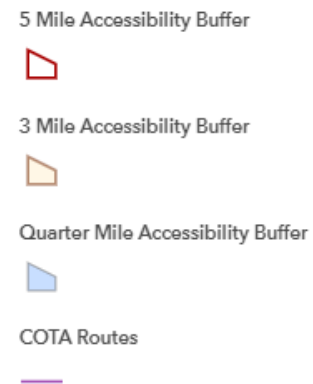 5 Mile Accessibility Buffer
3 Mile Accessibility Buffer
Quarter Mile Accessibility Buffer
COTA Routes